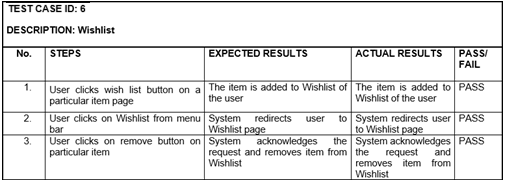 TEST CASE ID: 6
DESCRIPTION: Wishlist
No. STEPS EXPECTED RESULTS ACTUAL RESULTS PASS/
FAIL
1. User clicks wish list button on a
particular item page
The item is added to Wishlist of
the user
The item is added to
Wishlist of the user
PASS
2. User clicks on Wishlist from menu
bar
System redirects user to
Wishlist page
System redirects user
to Wishlist page
PASS
3. User clicks on remove button on
particular item
System acknowledges the
request and removes item from
Wishlist
System acknowledges
the request and
removes item from
Wishlist
PASS